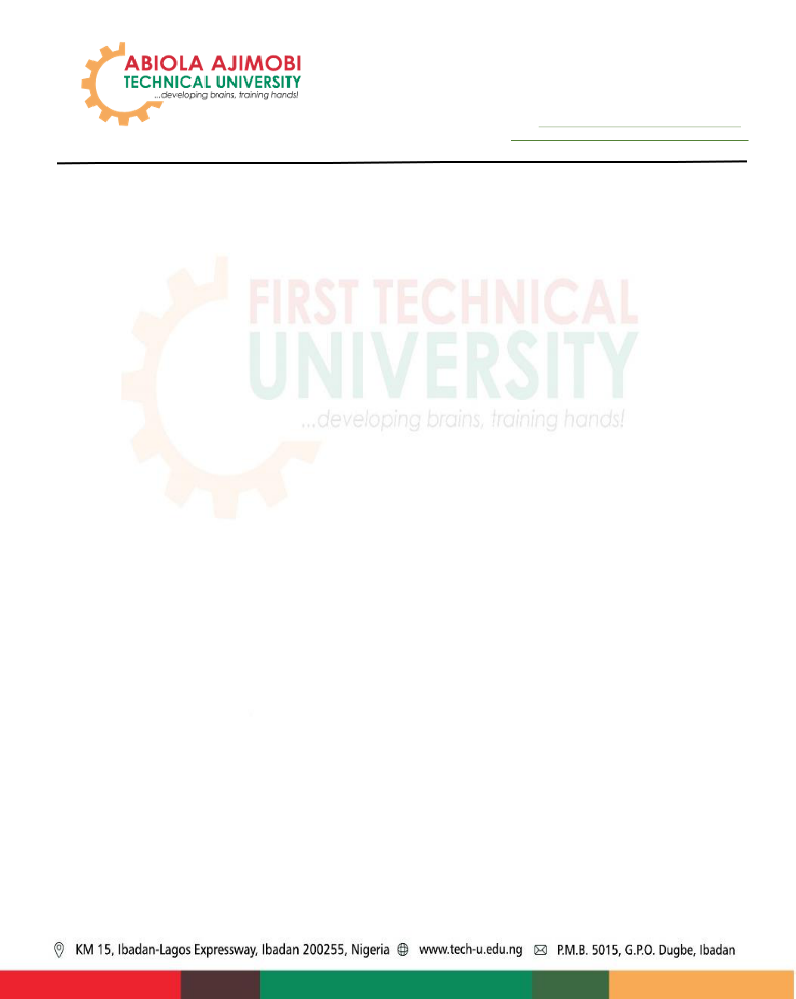 ABIOLA AJIMOBI
TECHNICAL UNIVERSITY
...developing brains, training hands!
FIRST TECHNICAL
UNIVERSITY
...developing brains, training hands!
KM 15, Ibadan-Lagos Expressway, Ibadan 200255, Nigeria www.tech-u.edu.ng P.M.B. 5015, G.P.O. Dugbe, Ibadan